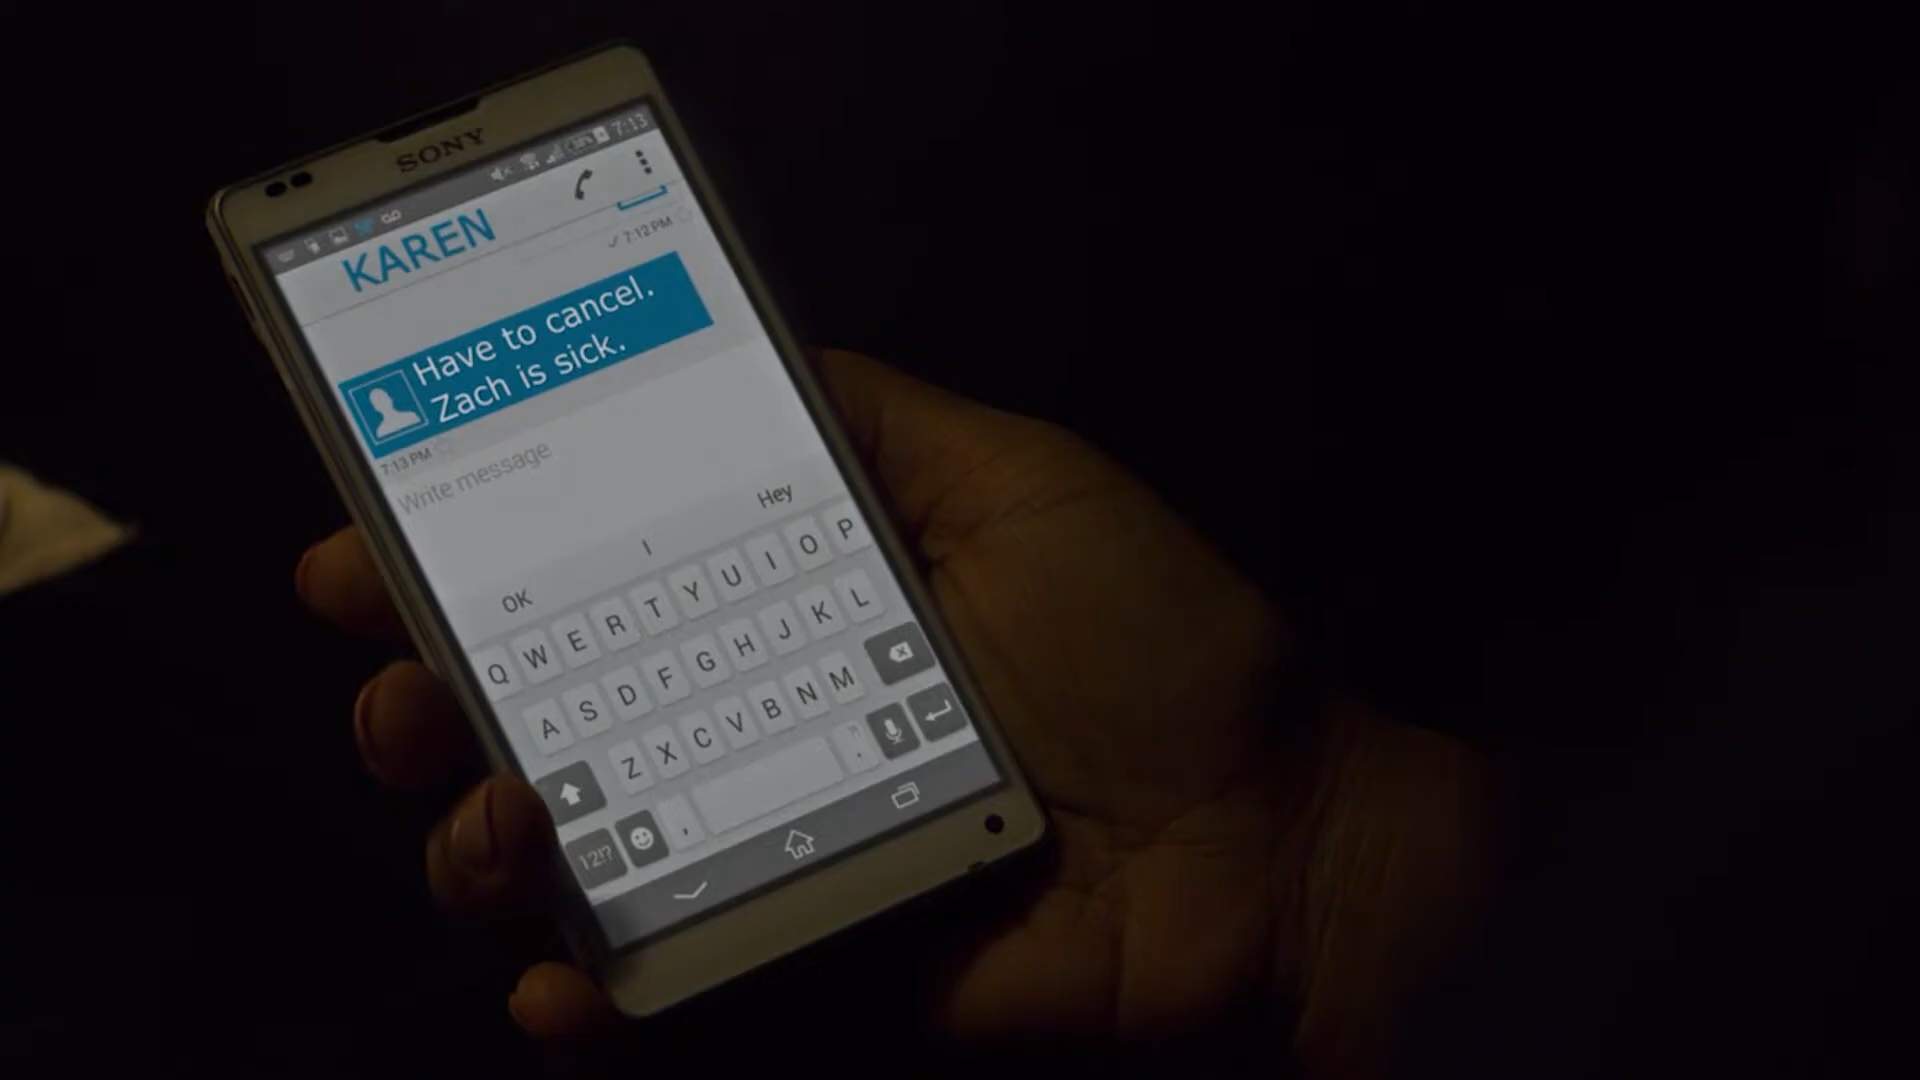 SONY
7:13
KAREN
7:12 PM
Have to cancel.
Zach is sick.
7:13 PM
Write message
OK
I
Hey
Q W E R T Y U I O P
A S D F G H J K L
Z X C V B N M
12!?
,
.